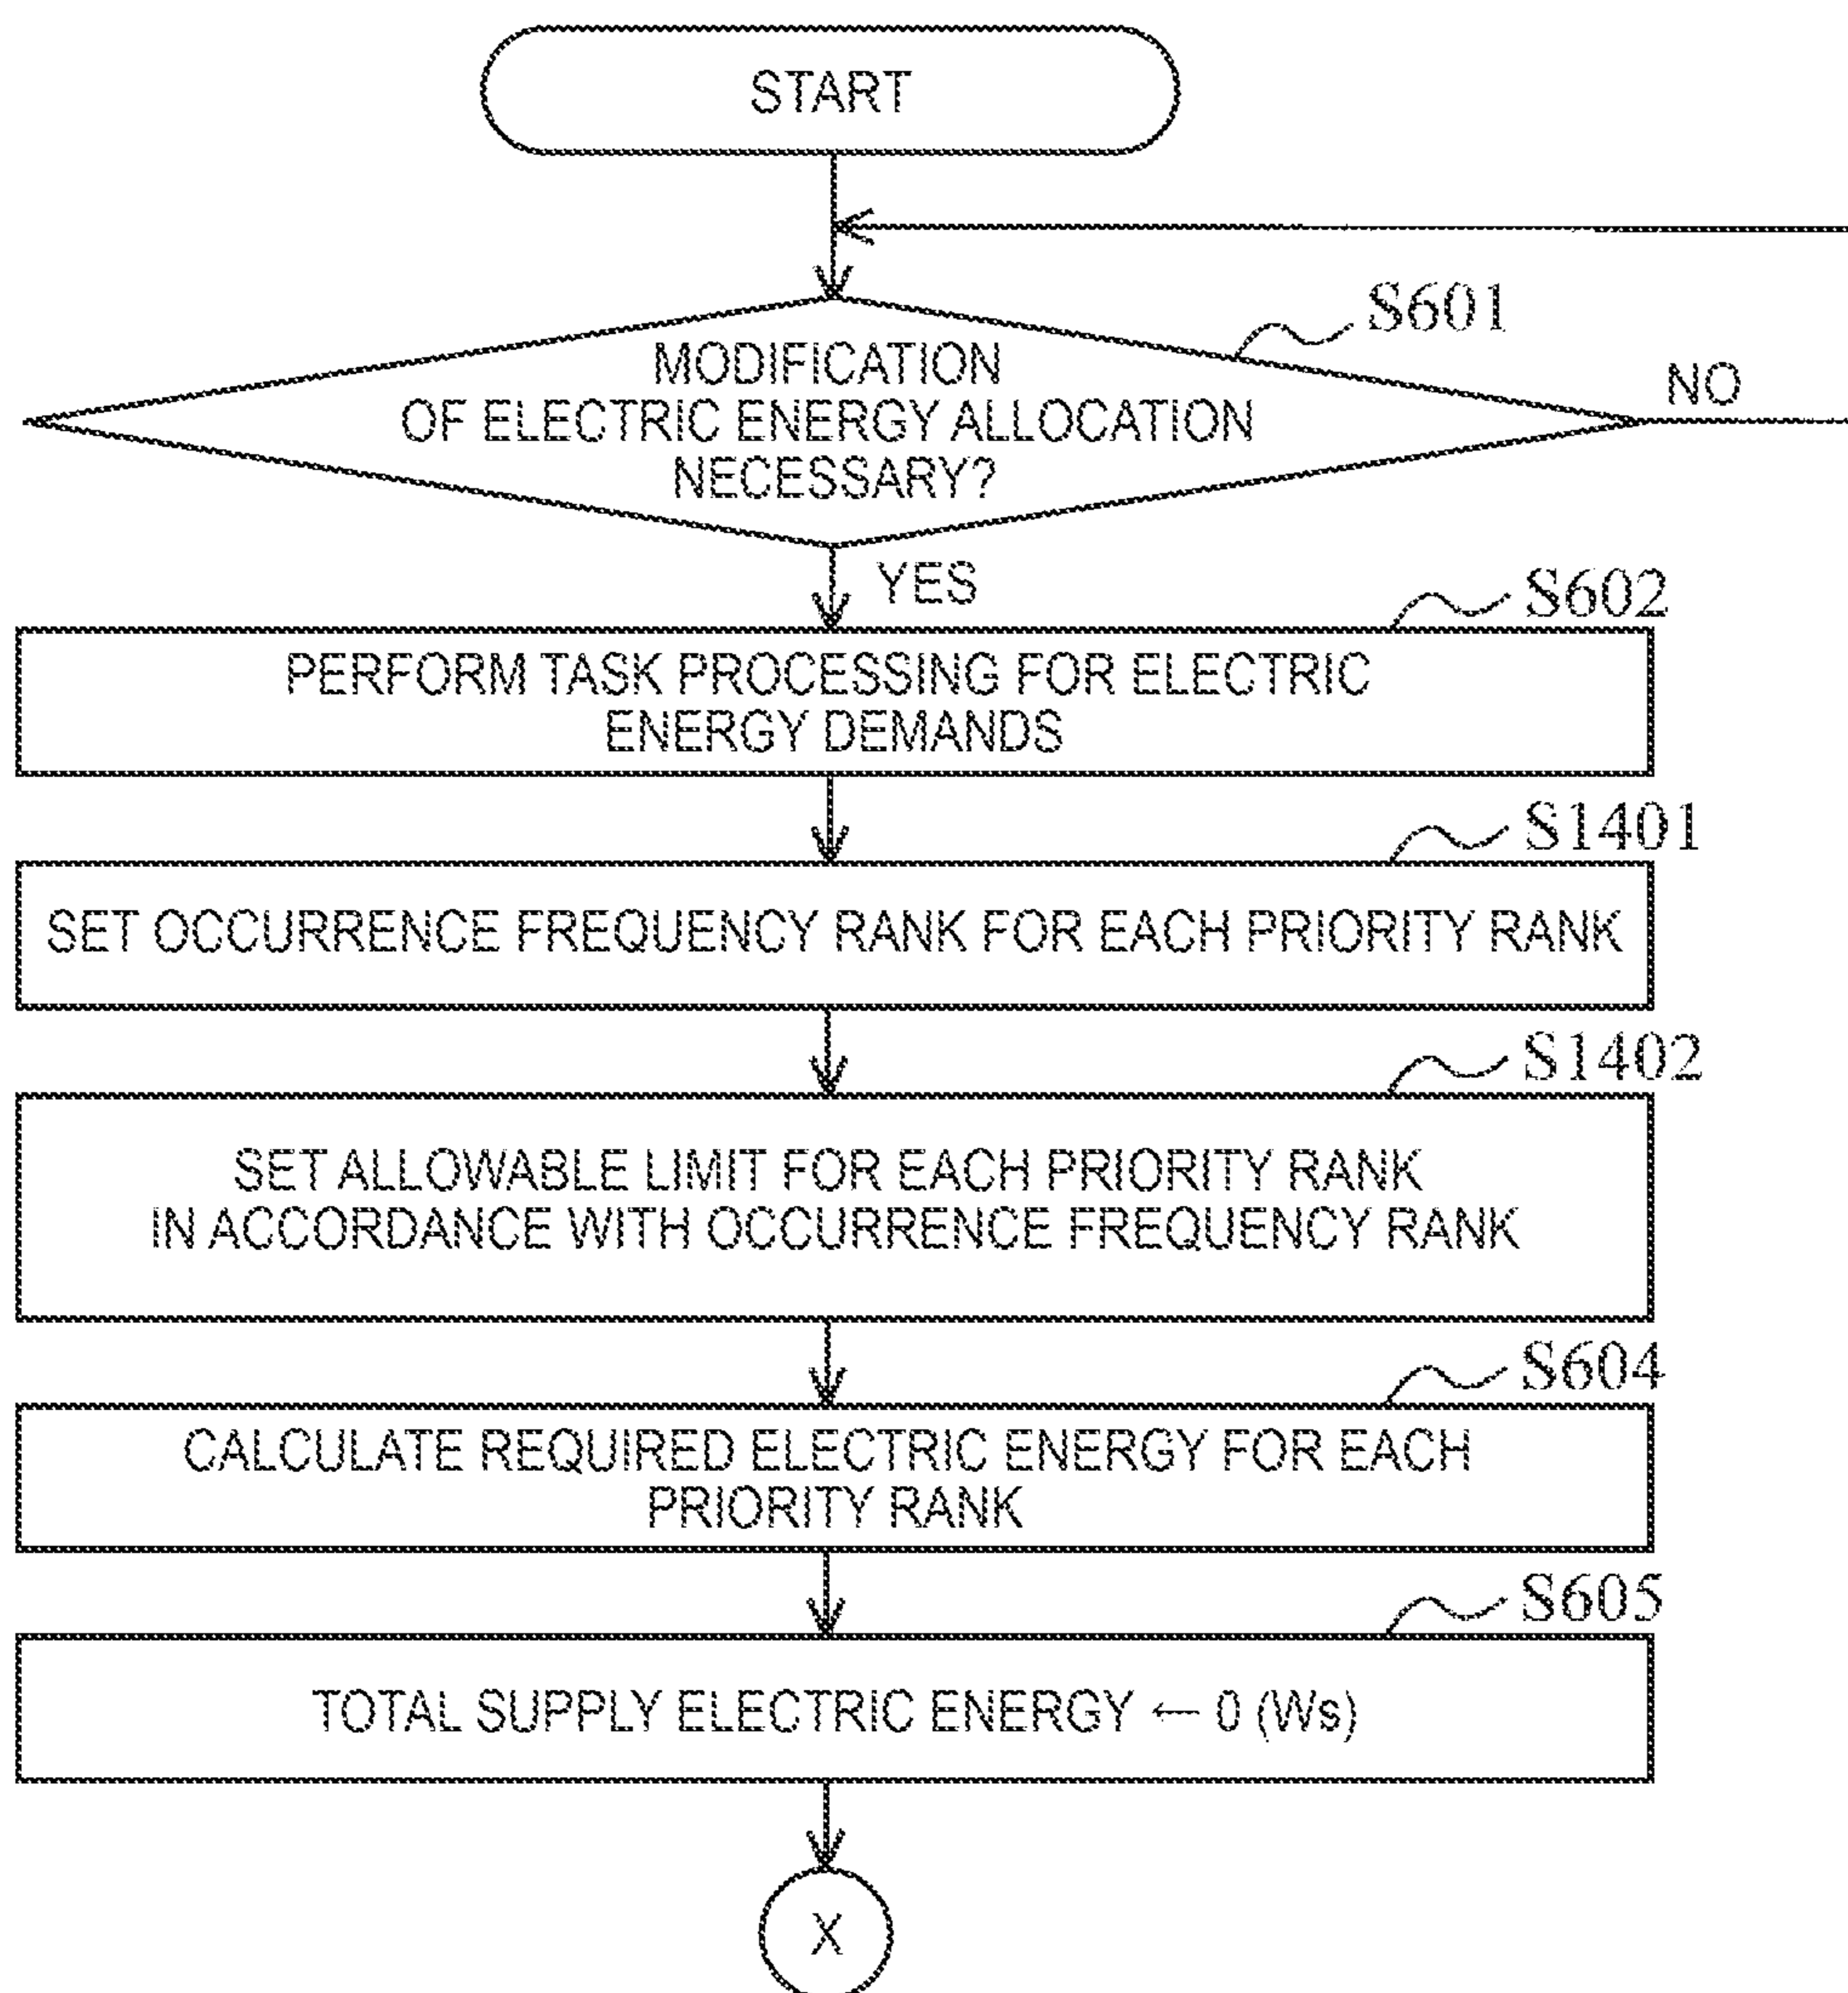 START
S601
MODIFICATION
OF ELECTRIC ENERGY ALLOCATION
NECESSARY?
NO
YES
S602
PERFORM TASK PROCESSING FOR ELECTRIC
ENERGY DEMANDS
S1401
SET OCCURRENCE FREQUENCY RANK FOR EACH PRIORITY RANK
S1402
SET ALLOWABLE LIMIT FOR EACH PRIORITY RANK
IN ACCORDANCE WITH OCCURRENCE FREQUENCY RANK
S604
CALCULATE REQUIRED ELECTRIC ENERGY FOR EACH
PRIORITY RANK
S605
TOTAL SUPPLY ELECTRIC ENERGY ← 0 (Ws)
X